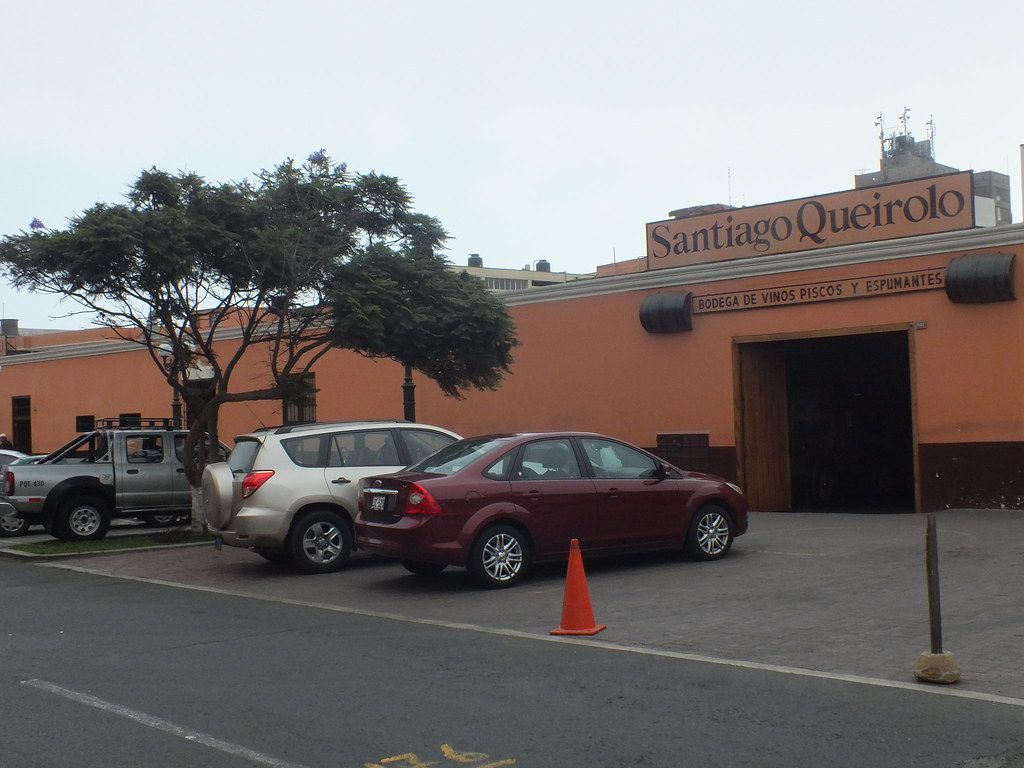 Santiago Queirolo
BODEGA DE VINOS PISCOS Y ESPUMANTES